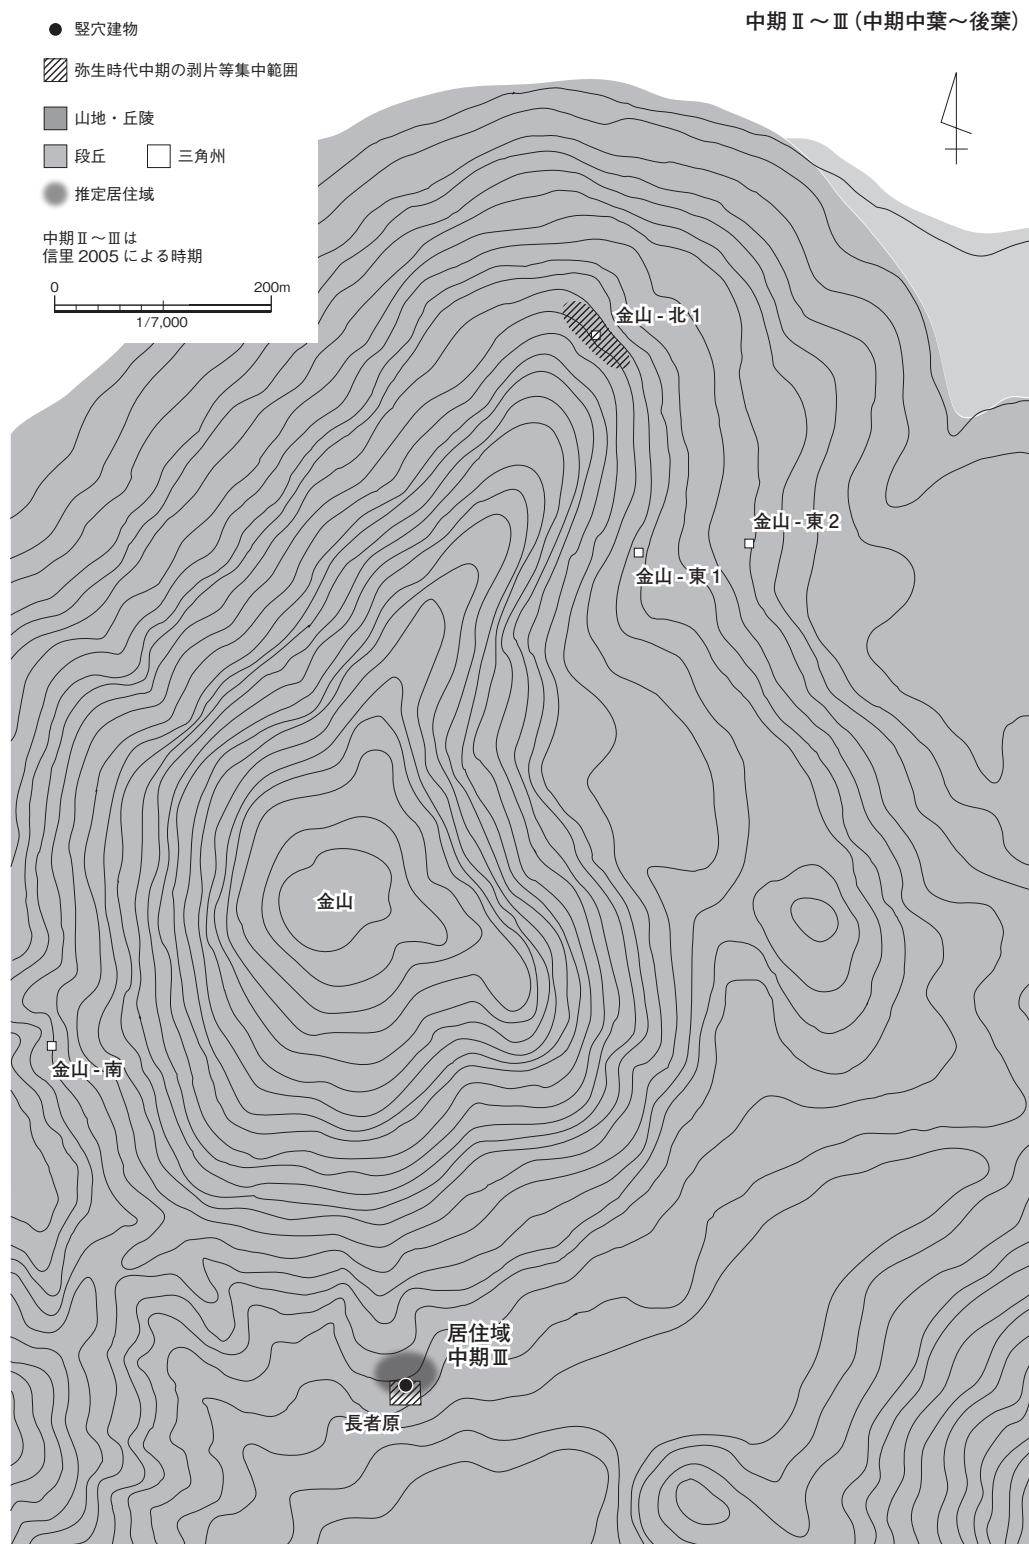 中期Ⅱ～Ⅲ（中期中葉～後葉）
竪穴建物
弥生時代中期の剥片等集中範囲
山地・丘陵
段丘
三角州
推定居住域
中期Ⅱ～Ⅲは
信里 2005 による時期
0 200m
1/7,000
金山 - 北 1
金山 - 東 2
金山 - 東 1
金山
金山 - 南
居住域
中期Ⅲ
長者原